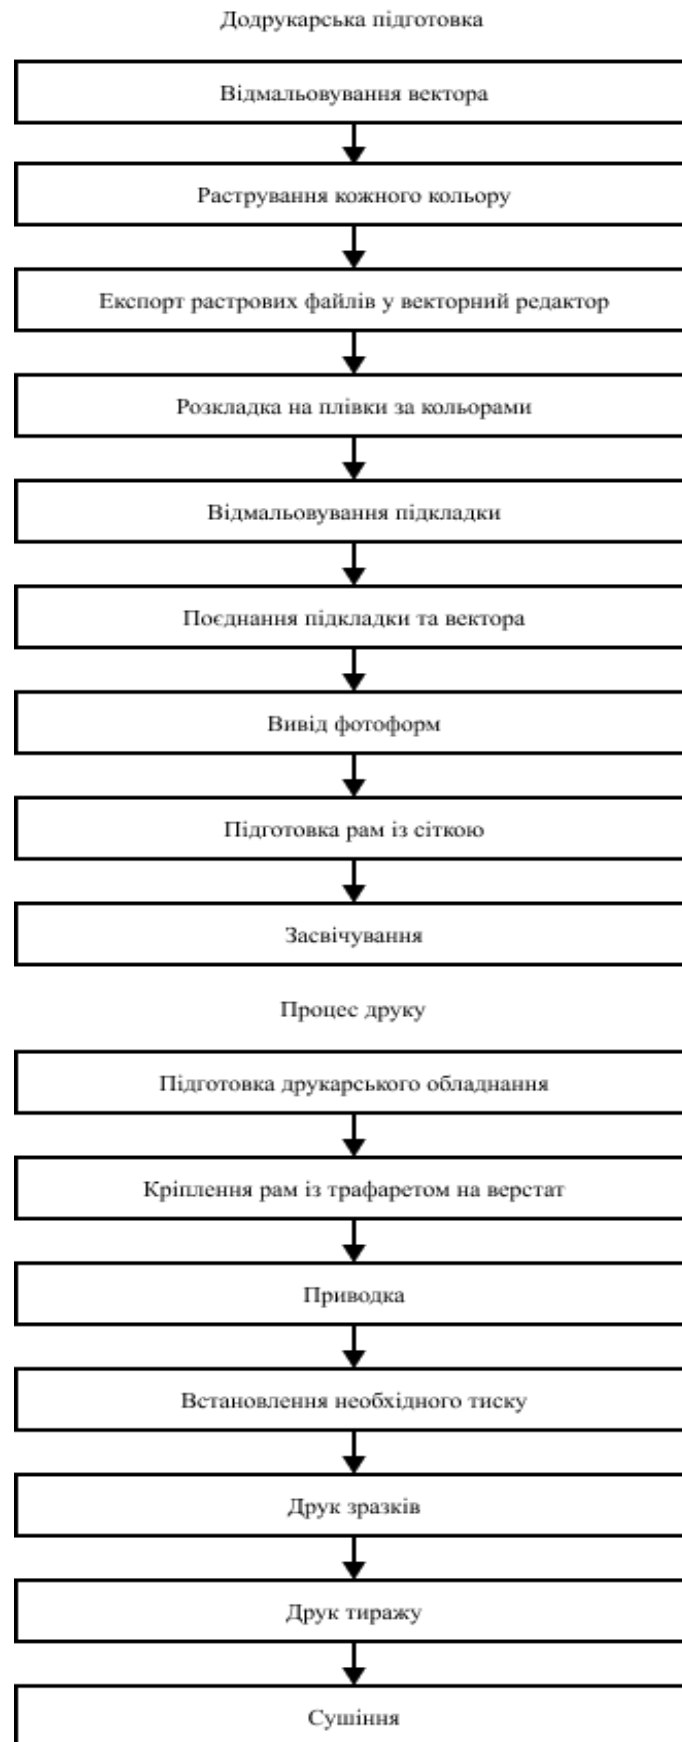 Додрукарська підготовка
Відмальовування вектора
Растрування кожного кольору
Експорт растрових файлів у векторний редактор
Розкладка на плівки за кольорами
Відмальовування підкладки
Поєднання підкладки та вектора
Вивід фотоформ
Підготовка рам із сіткою
Засвічування
Процес друку
Підготовка друкарського обладнання
Кріплення рам із трафаретом на верстат
Приводка
Встановлення необхідного тиску
Друк зразків
Друк тиражу
Сушіння